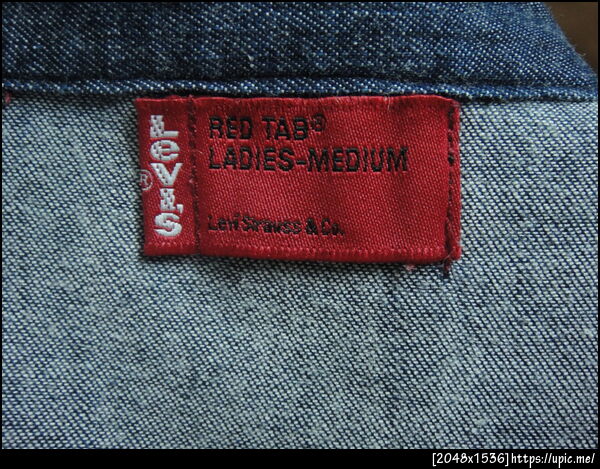 LEVI'S
®
RED TAB®
LADIES-MEDIUM
Levi Strauss & Co.
[2048x1536]https://upic.me/